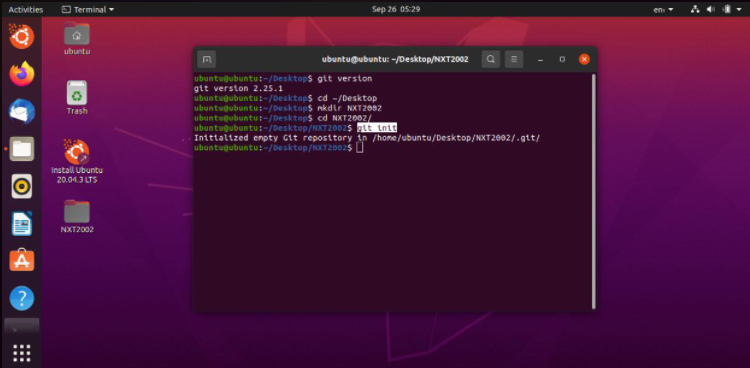 Activities
Terminal
Sep 26 05:29
en
ubuntu
Trash
Install Ubuntu
20.04.3 LTS
NXT2002
ubuntu@ubuntu: ~/Desktop/NXT2002
ubuntu@ubuntu:~/Desktop$ git version
git version 2.25.1
ubuntu@ubuntu:~/Desktop$ cd ~/Desktop
ubuntu@ubuntu:~/Desktop$ mkdir NXT2002
ubuntu@ubuntu:~/Desktop$ cd NXT2002/
ubuntu@ubuntu:~/Desktop/NXT2002$ git init
Initialized empty Git repository in /home/ubuntu/Desktop/NXT2002/.git/
ubuntu@ubuntu:~/Desktop/NXT2002$